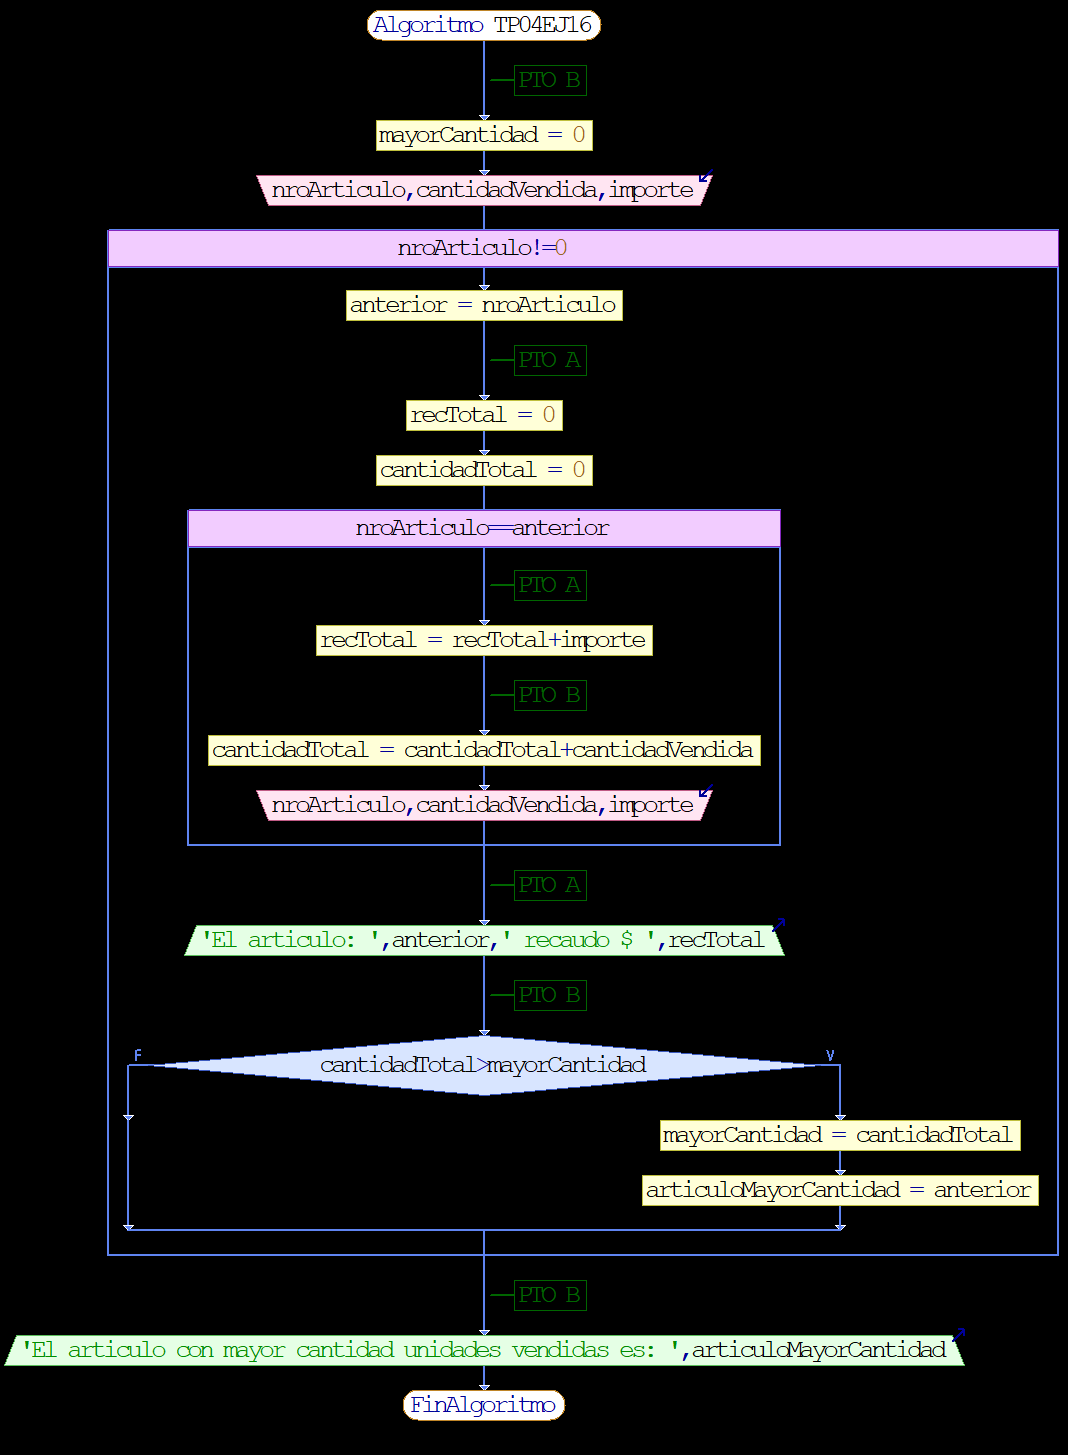 Algoritmo TP04EJ16
PTO B
mayorCantidad = 0
nroArticulo,cantidadVendida,importe
nroArticulo!=0
anterior = nroArticulo
PTO A
recTotal = 0
cantidadTotal = 0
nroArticulo==anterior
PTO A
recTotal = recTotal+importe
PTO B
cantidadTotal = cantidadTotal+cantidadVendida
nroArticulo,cantidadVendida,importe
PTO A
'El articulo: ',anterior,' recaudo $ ',recTotal
PTO B
F
V
cantidadTotal>mayorCantidad
mayorCantidad = cantidadTotal
articuloMayorCantidad = anterior
PTO B
'El articulo con mayor cantidad unidades vendidas es: ',articuloMayorCantidad
FinAlgoritmo